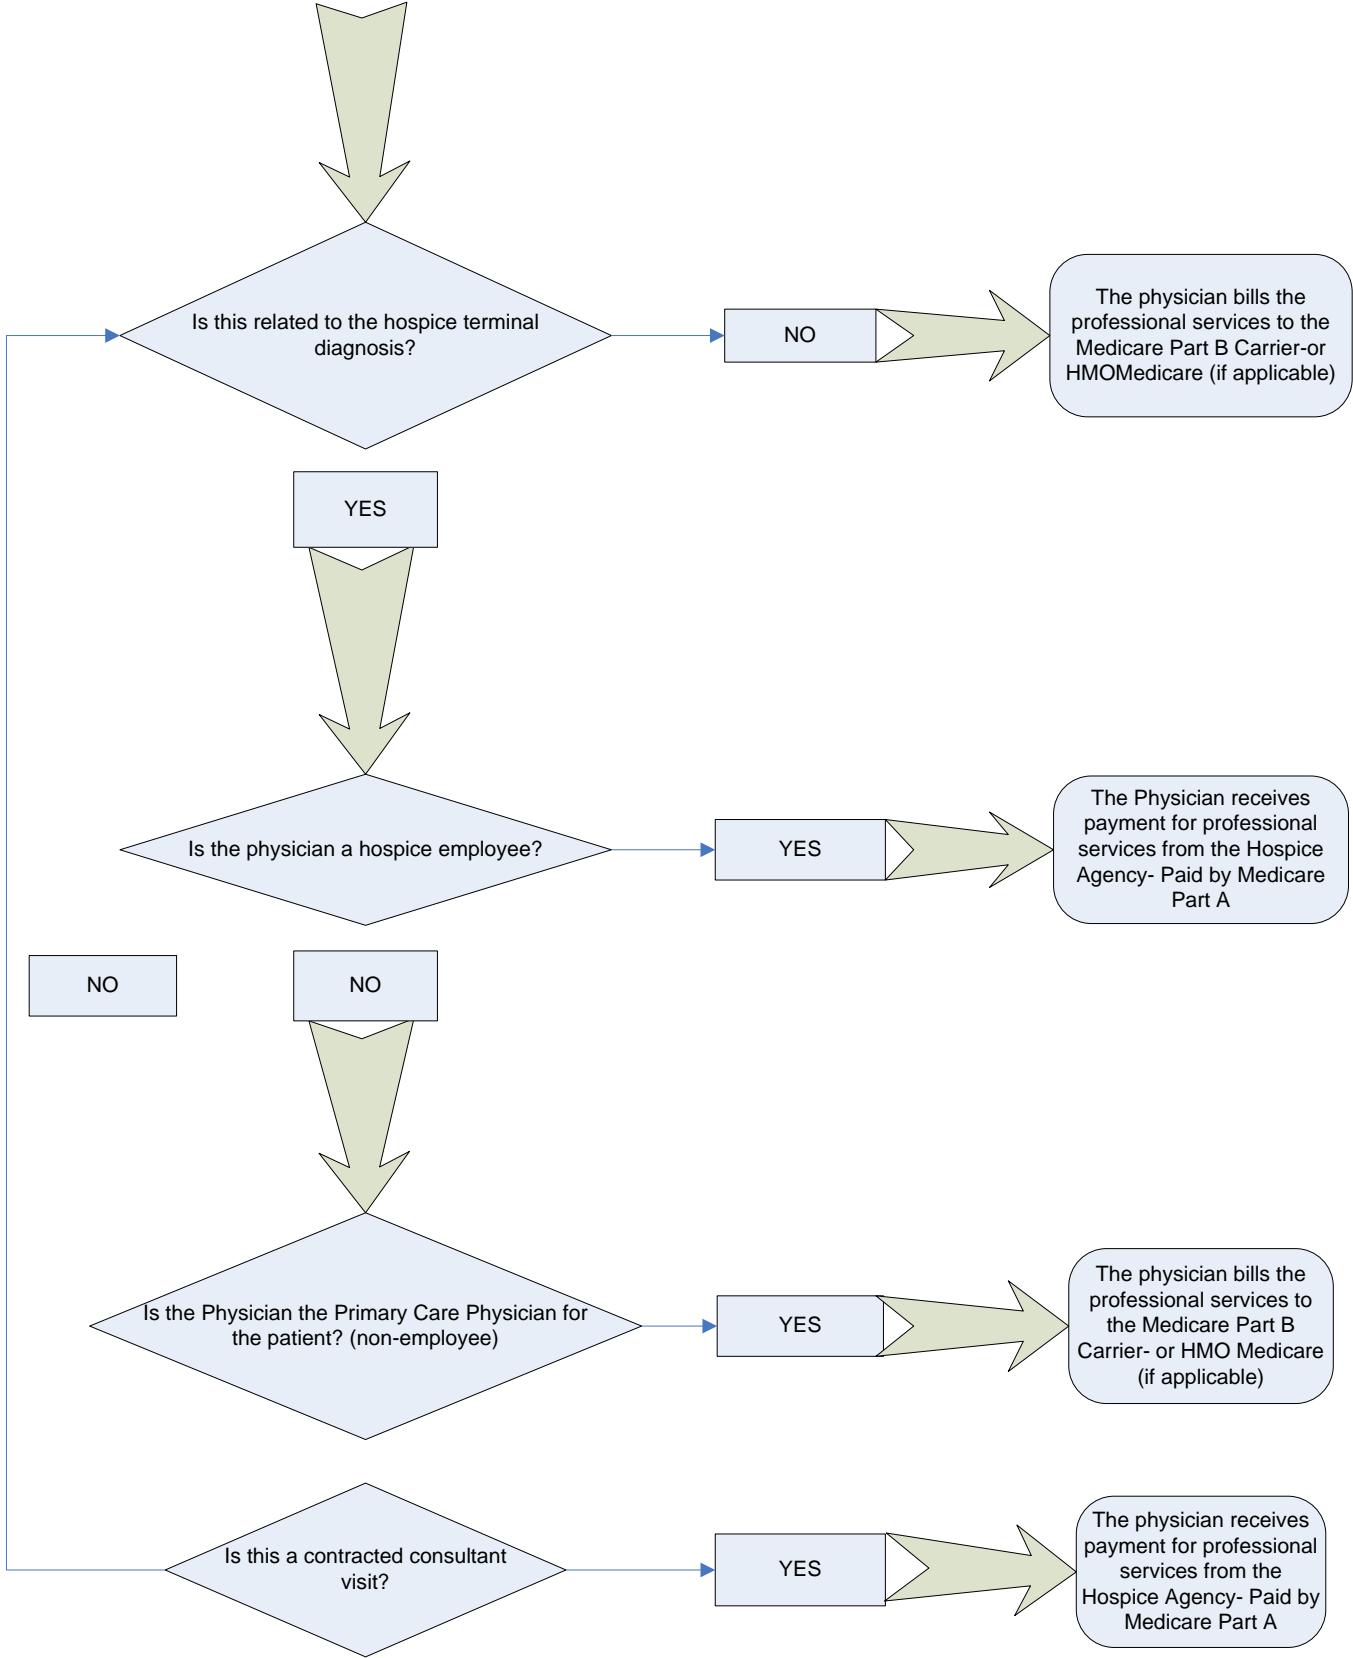 Is this related to the hospice terminal
diagnosis?
NO
The physician bills the
professional services to the
Medicare Part B Carrier-or
HMOMedicare (if applicable)
YES
Is the physician a hospice employee?
YES
The Physician receives
payment for professional
services from the Hospice
Agency- Paid by Medicare
Part A
NO
NO
Is the Physician the Primary Care Physician for
the patient? (non-employee)
YES
The physician bills the
professional services to
the Medicare Part B
Carrier- or HMO Medicare
(if applicable)
Is this a contracted consultant
visit?
YES
The physician receives
payment for professional
services from the
Hospice Agency- Paid by
Medicare Part A